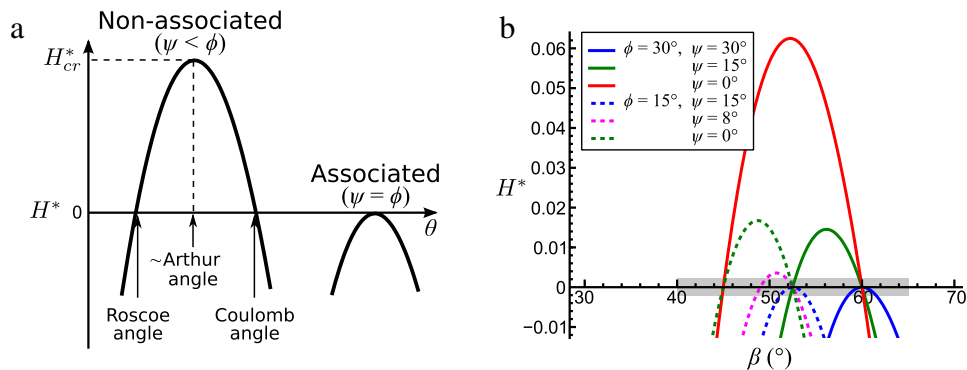 a
Non-associated
(ψ < ϕ)
H*cr
Associated
(ψ = ϕ)
H* 0
θ
~Arthur
angle
Roscoe
angle
Coulomb
angle
b
ϕ = 30°, ψ = 30°
ψ = 15°
ψ = 0°
ϕ = 15°, ψ = 15°
ψ = 8°
ψ = 0°
0.06
0.05
0.04
0.03
0.02
0.01
0
−0.01
H*
30 40 50 60 70
β (°)